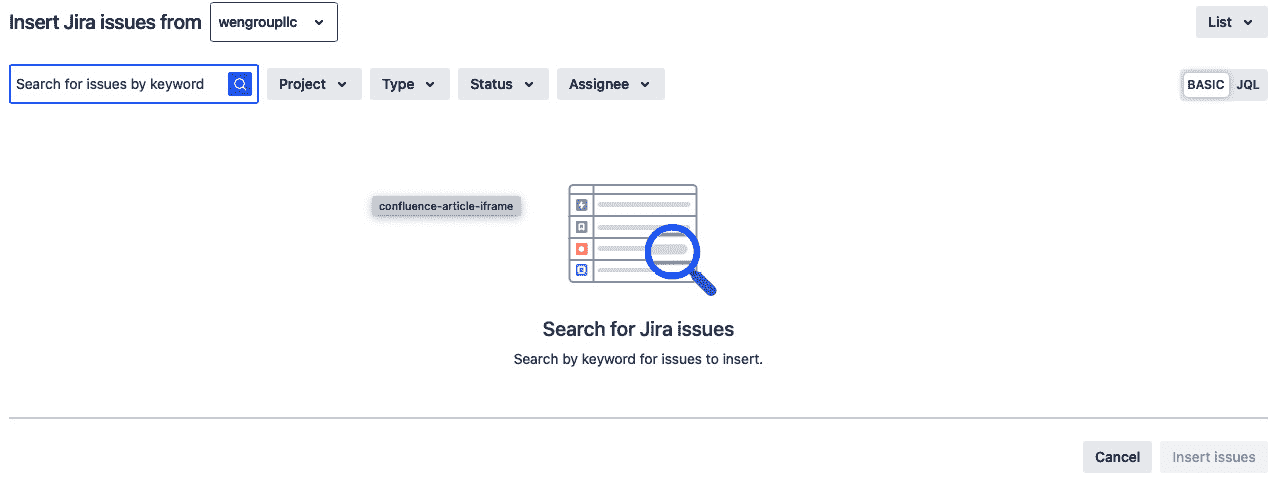 Insert Jira issues from wengroupllc List
Search for issues by keyword Project Type Status Assignee BASIC JQL
confluence-article-iframe
Search for Jira issues
Search by keyword for issues to insert.
Cancel Insert issues